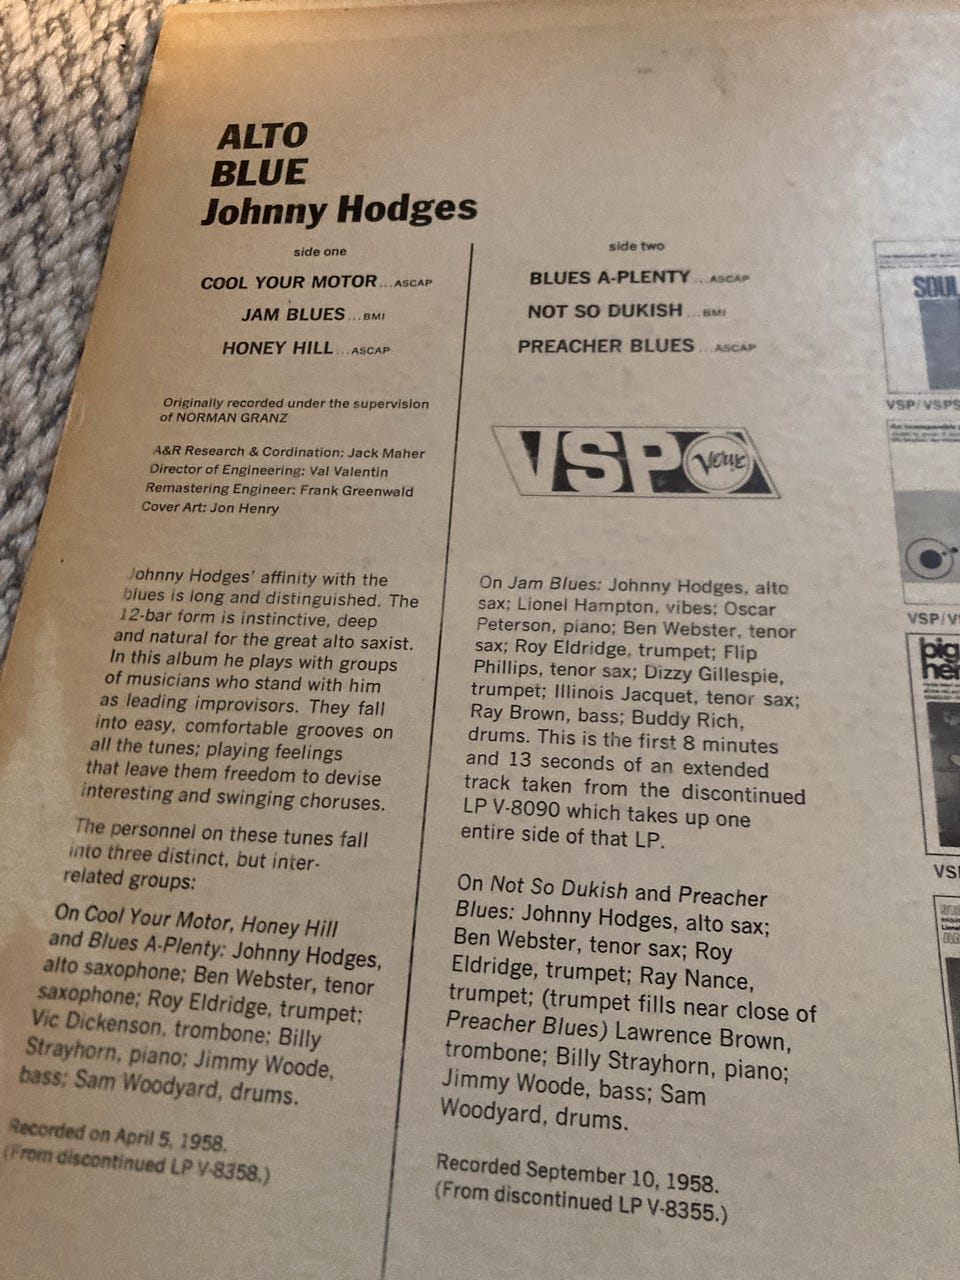 ALTO
BLUE
Johnny Hodges
side one
COOL YOUR MOTOR...ASCAP
JAM BLUES...BMI
HONEY HILL...ASCAP
Originally recorded under the supervision
of NORMAN GRANZ
A&R Research & Cordination: Jack Maher
Director of Engineering: Val Valentin
Remastering Engineer: Frank Greenwald
Cover Art: Jon Henry
Johnny Hodges' affinity with the
blues is long and distinguished. The
12-bar form is instinctive, deep
and natural for the great alto saxist.
In this album he plays with groups
of musicians who stand with him
as leading improvisors. They fall
into easy, comfortable grooves on
all the tunes; playing feelings
that leave them freedom to devise
interesting and swinging choruses.
The personnel on these tunes fall
into three distinct, but inter-
related groups:
On Cool Your Motor, Honey Hill
and Blues A-Plenty: Johnny Hodges,
alto saxophone; Ben Webster, tenor
saxophone; Roy Eldridge, trumpet;
Vic Dickenson, trombone; Billy
Strayhorn, piano; Jimmy Woode,
bass; Sam Woodyard, drums.
Recorded on April 5, 1958.
(From discontinued LP V-8358.)
side two
BLUES A-PLENTY...ASCAP
NOT SO DUKISH...BMI
PREACHER BLUES...ASCAP
VSP Verve
On Jam Blues: Johnny Hodges, alto
sax; Lionel Hampton, vibes; Oscar
Peterson, piano; Ben Webster, tenor
sax; Roy Eldridge, trumpet; Flip
Phillips, tenor sax; Dizzy Gillespie,
trumpet; Illinois Jacquet, tenor sax;
Ray Brown, bass; Buddy Rich,
drums. This is the first 8 minutes
and 13 seconds of an extended
track taken from the discontinued
LP V-8090 which takes up one
entire side of that LP.
On Not So Dukish and Preacher
Blues: Johnny Hodges, alto sax;
Ben Webster, tenor sax; Roy
Eldridge, trumpet; Ray Nance,
trumpet; (trumpet fills near close of
Preacher Blues) Lawrence Brown,
trombone; Billy Strayhorn, piano;
Jimmy Woode, bass; Sam
Woodyard, drums.
Recorded September 10, 1958.
(From discontinued LP V-8355.)
SOUL
VSP/VSPS
VSP/VS
big
VSP